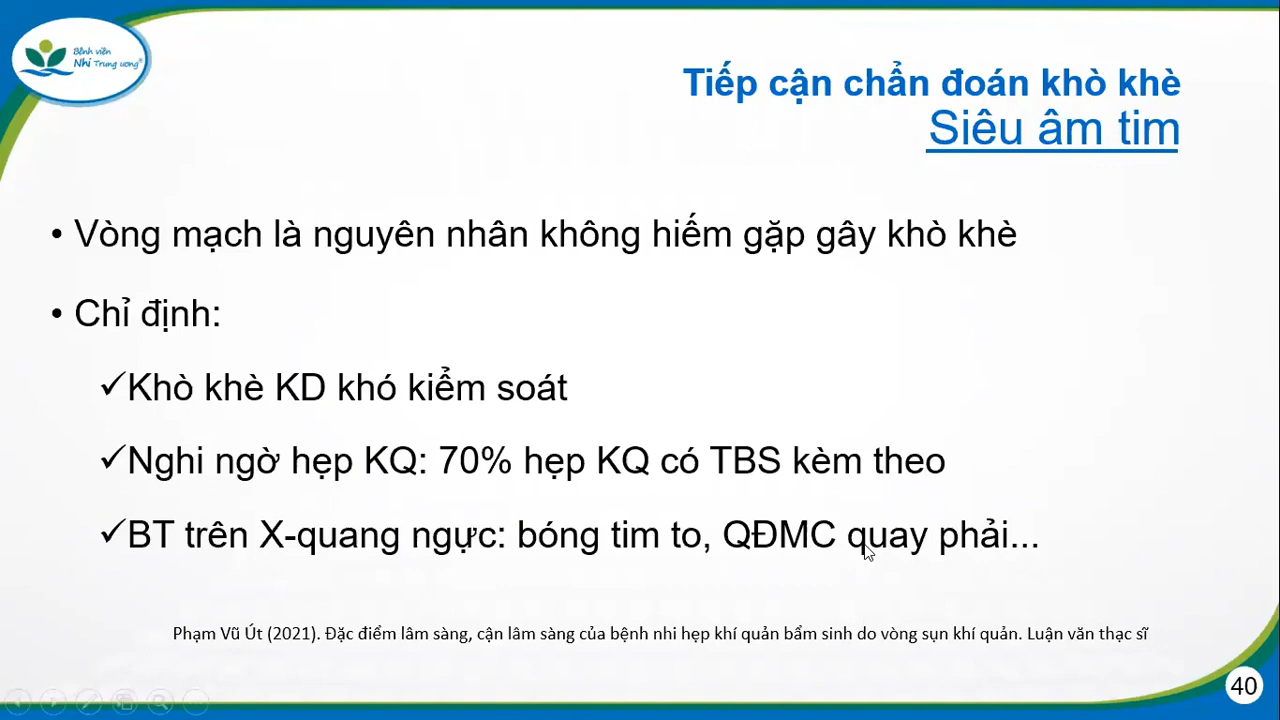 Bệnh viện
Nhi Trung ương®
Tiếp cận chẩn đoán khò khè
Siêu âm tim
• Vòng mạch là nguyên nhân không hiếm gặp gây khò khè
• Chỉ định:
✓Khò khè KD khó kiểm soát
✓Nghi ngờ hẹp KQ: 70% hẹp KQ có TBS kèm theo
✓BT trên X-quang ngực: bóng tim to, QĐMC quay phải...
Phạm Vũ Út (2021). Đặc điểm lâm sàng, cận lâm sàng của bệnh nhi hẹp khí quản bẩm sinh do vòng sụn khí quản. Luận văn thạc sĩ
40